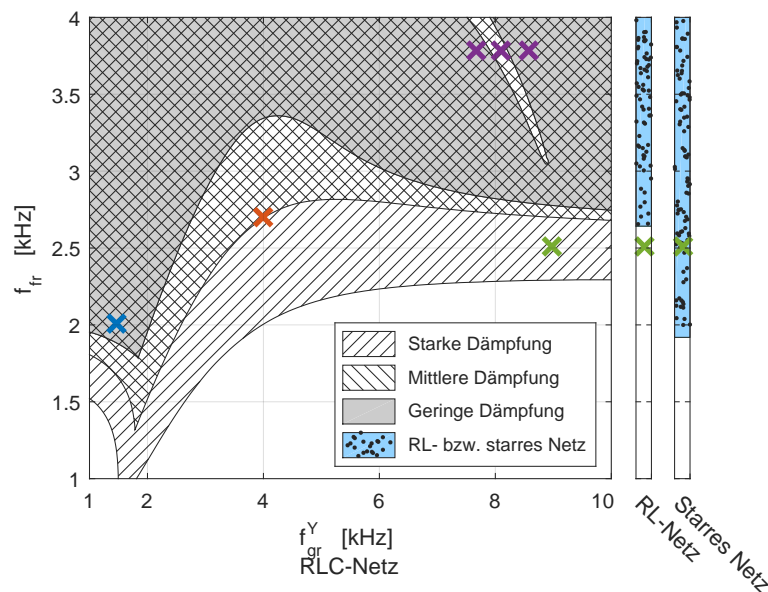 4
3.5
3
2.5
2
1.5
1
f_fr [kHz]
Starke Dämpfung
Mittlere Dämpfung
Geringe Dämpfung
RL- bzw. starres Netz
1 2 4 6 8 10
f_gr^Y [kHz]
RLC-Netz
RL-Netz
Starres Netz